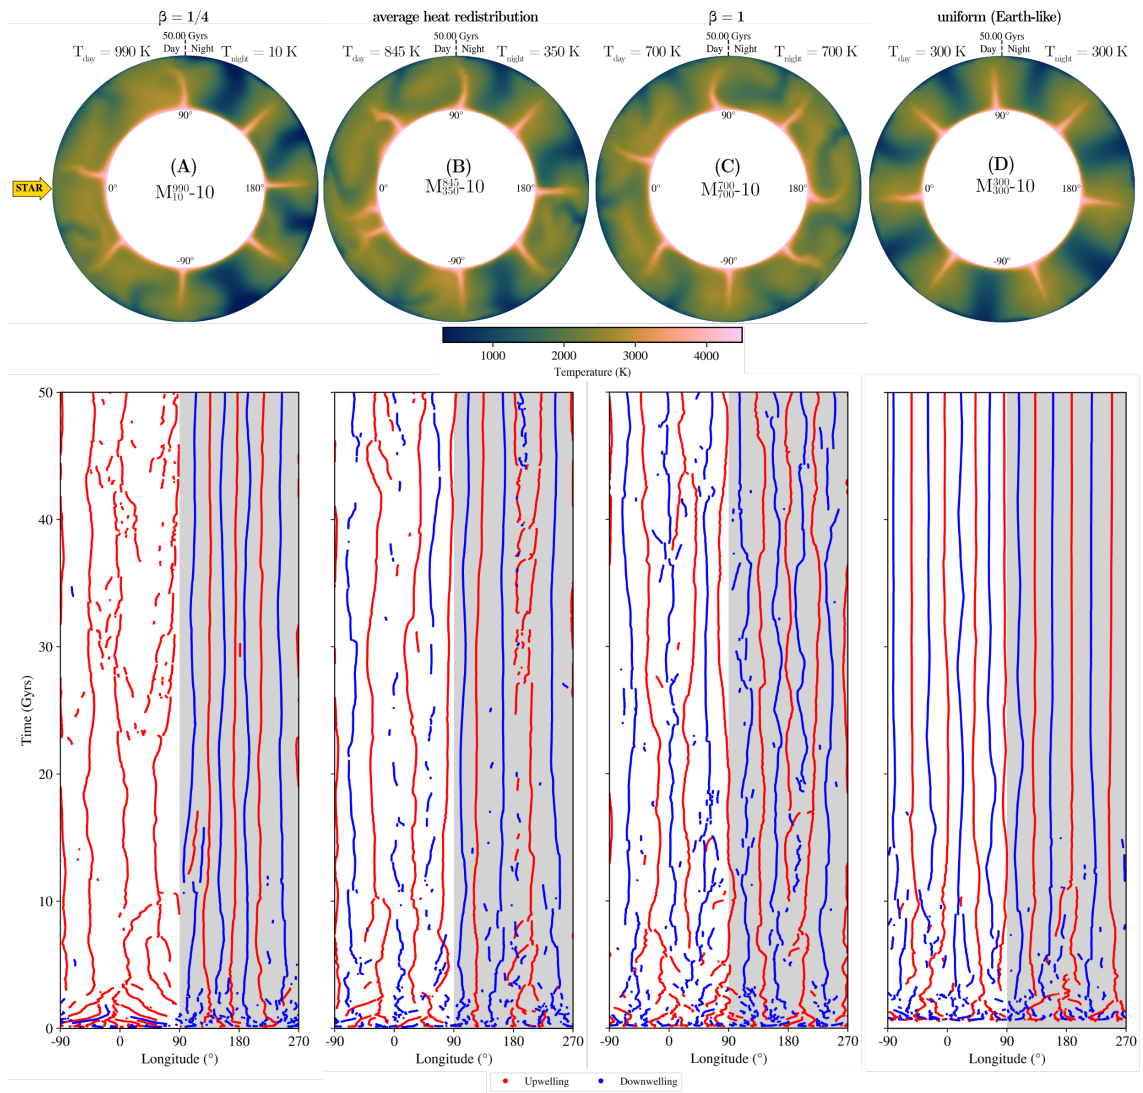 β = 1/4
average heat redistribution
β = 1
uniform (Earth-like)
50.00 Gyrs
50.00 Gyrs
50.00 Gyrs
50.00 Gyrs
T_day = 990 K Day Night T_night = 10 K
T_day = 845 K Day Night T_night = 350 K
T_day = 700 K Day Night T_night = 700 K
T_day = 300 K Day Night T_night = 300 K
90°
90°
90°
90°
STAR
0° (A) 180°
M^990_10-10
0° (B) 180°
M^845_350-10
0° (C) 180°
M^700_700-10
0° (D) 180°
M^300_300-10
-90°
-90°
-90°
-90°
1000 2000 3000 4000
Temperature (K)
Time (Gyrs)
50
40
30
20
10
0
-90 0 90 180 270
-90 0 90 180 270
-90 0 90 180 270
-90 0 90 180 270
Longitude (°)
Longitude (°)
Longitude (°)
Longitude (°)
Upwelling Downwelling